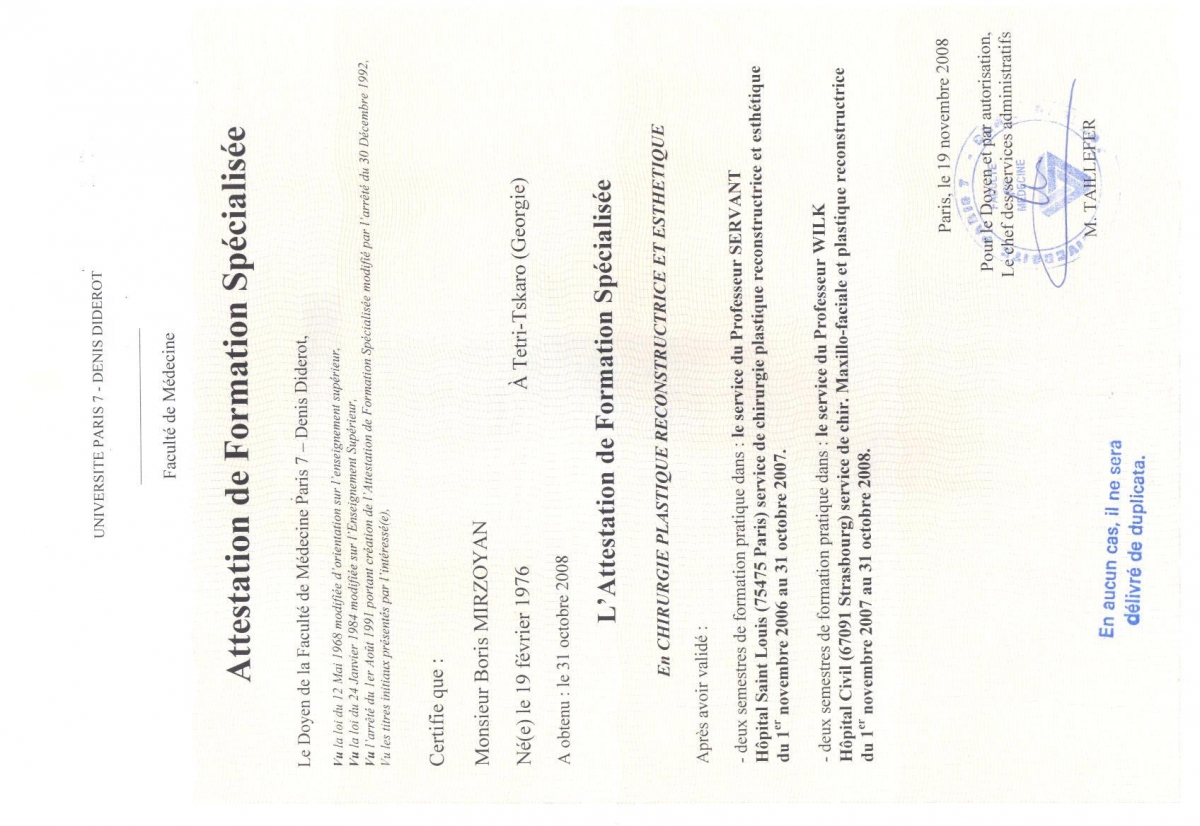 UNIVERSITE PARIS 7 - DENIS DIDEROT
Faculté de Médecine
Attestation de Formation Spécialisée
Le Doyen de la Faculté de Médecine Paris 7 – Denis Diderot,
Vu la loi du 12 Mai 1968 modifiée d'orientation sur l'enseignement supérieur,
Vu la loi du 24 Janvier 1984 modifiée sur l'Enseignement Supérieur,
Vu l'arrêté du 1er Août 1991 portant création de l'Attestation de Formation Spécialisée modifié par l'arrêté du 30 Décembre 1992,
Vu les titres initiaux présentés par l'intéressé(e),
Certifie que :
Monsieur Boris MIRZOYAN
Né(e) le 19 février 1976 À Tetri-Tskaro (Georgie)
A obtenu : le 31 octobre 2008
L'Attestation de Formation Spécialisée
En CHIRURGIE PLASTIQUE RECONSTRUCTRICE ET ESTHETIQUE
Après avoir validé :
- deux semestres de formation pratique dans : le service du Professeur SERVANT
Hôpital Saint Louis (75475 Paris) service de chirurgie plastique reconstructrice et esthétique
du 1er novembre 2006 au 31 octobre 2007.
- deux semestres de formation pratique dans : le service du Professeur WILK
Hôpital Civil (67091 Strasbourg) service de chir. Maxillo-faciale et plastique reconstructrice
du 1er novembre 2007 au 31 octobre 2008.
Paris, le 19 novembre 2008
Pour le Doyen et par autorisation,
Le chef des services administratifs
FACULTÉ
MEDECINE
PARIS 7
M. TAILLEFER
En aucun cas, il ne sera
délivré de duplicata.